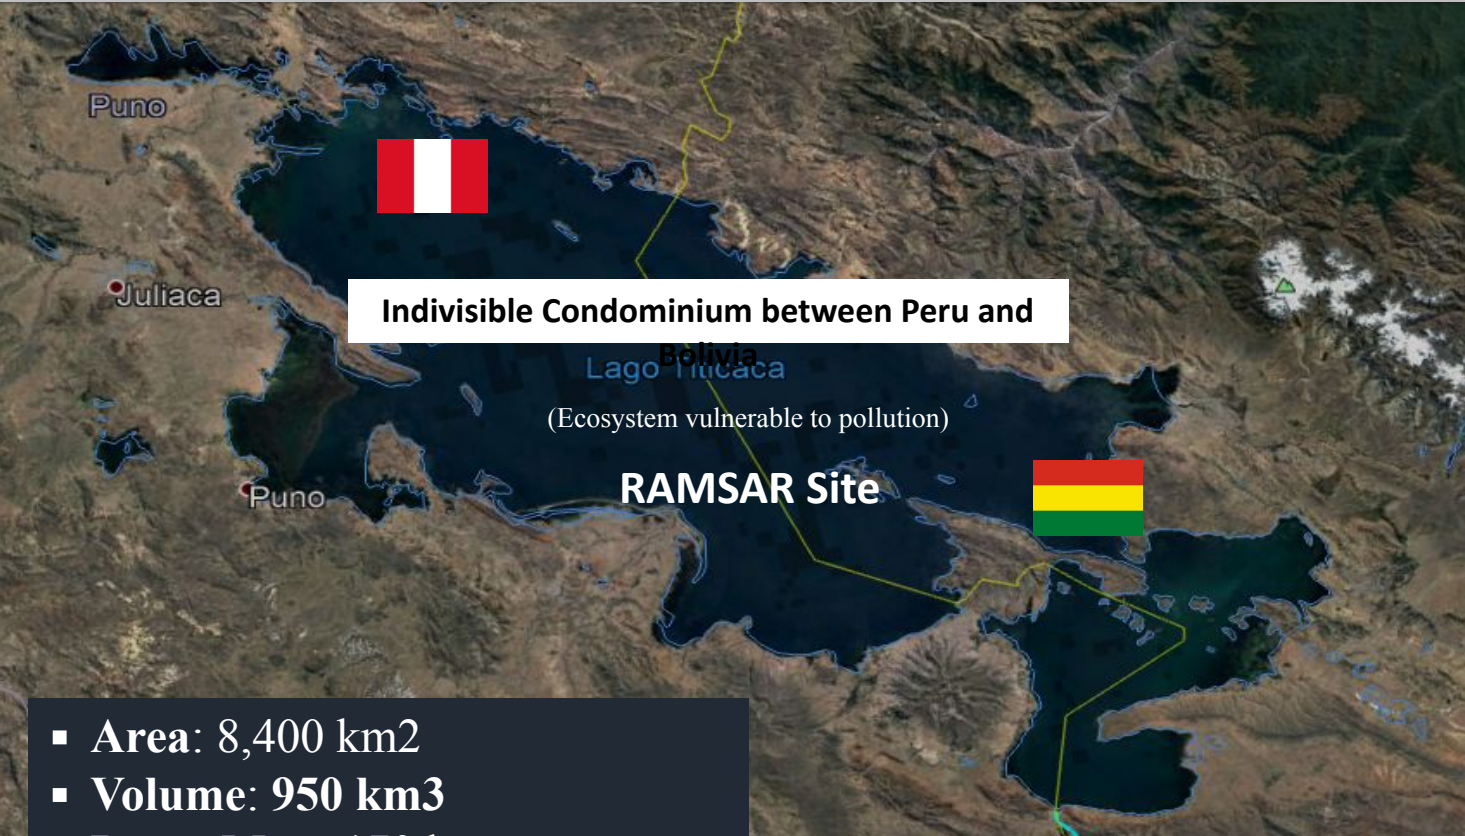 Puno
Juliaca
Indivisible Condominium between Peru and
Bolivia
Lago Titicaca
(Ecosystem vulnerable to pollution)
RAMSAR Site
Puno
▪ Area: 8,400 km2
▪ Volume: 950 km3